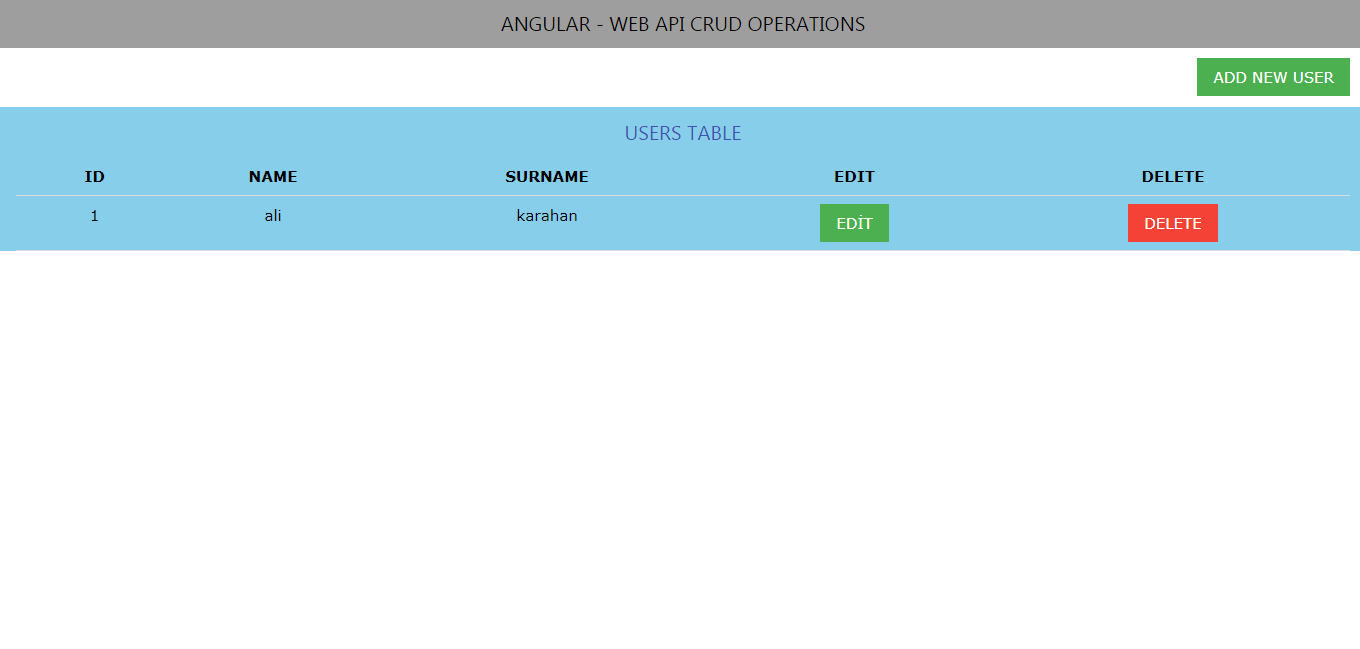 ANGULAR - WEB API CRUD OPERATIONS
ADD NEW USER
USERS TABLE
ID NAME SURNAME EDIT DELETE
1 ali karahan EDİT DELETE